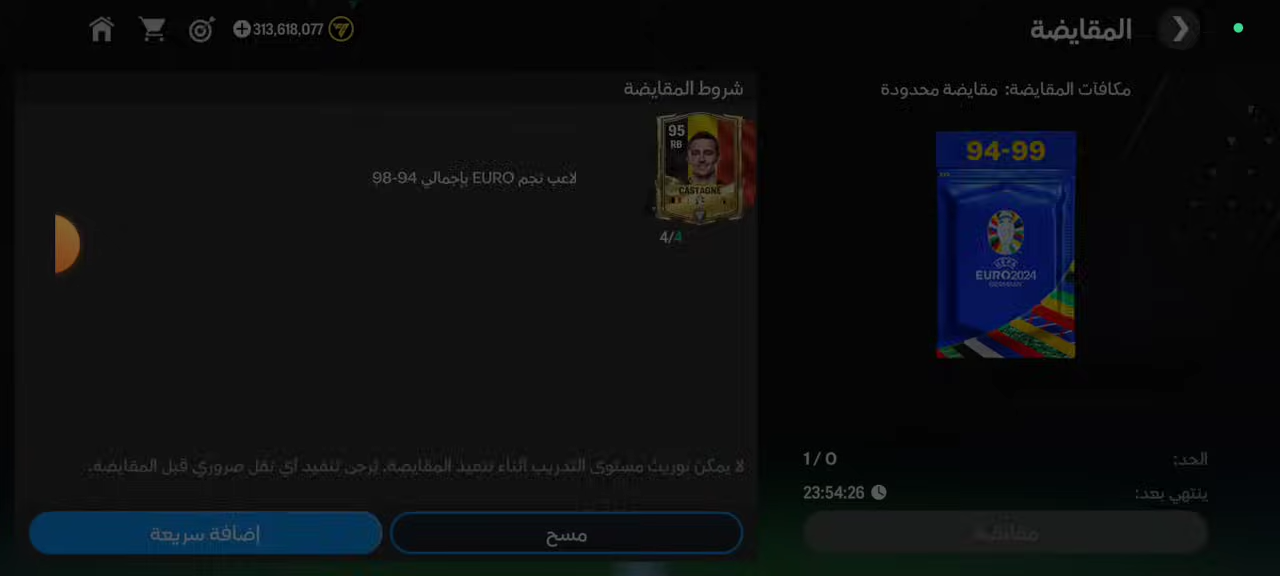 المقايضة
313,618,077
مكافآت المقايضة: مقايضة محدودة
94-99
UEFA
EURO2024
GERMANY
الحد:
1 / 0
ينتهي بعد:
23:54:26
مقايضة
شروط المقايضة
95
RB
CASTAGNE
لاعب نجم EURO بإجمالي 94-98
4/4
لا يمكن توريث مستوى التدريب أثناء تنفيذ المقايضة. يُرجى تنفيذ أي نقل ضروري قبل المقايضة.
مسح
إضافة سريعة